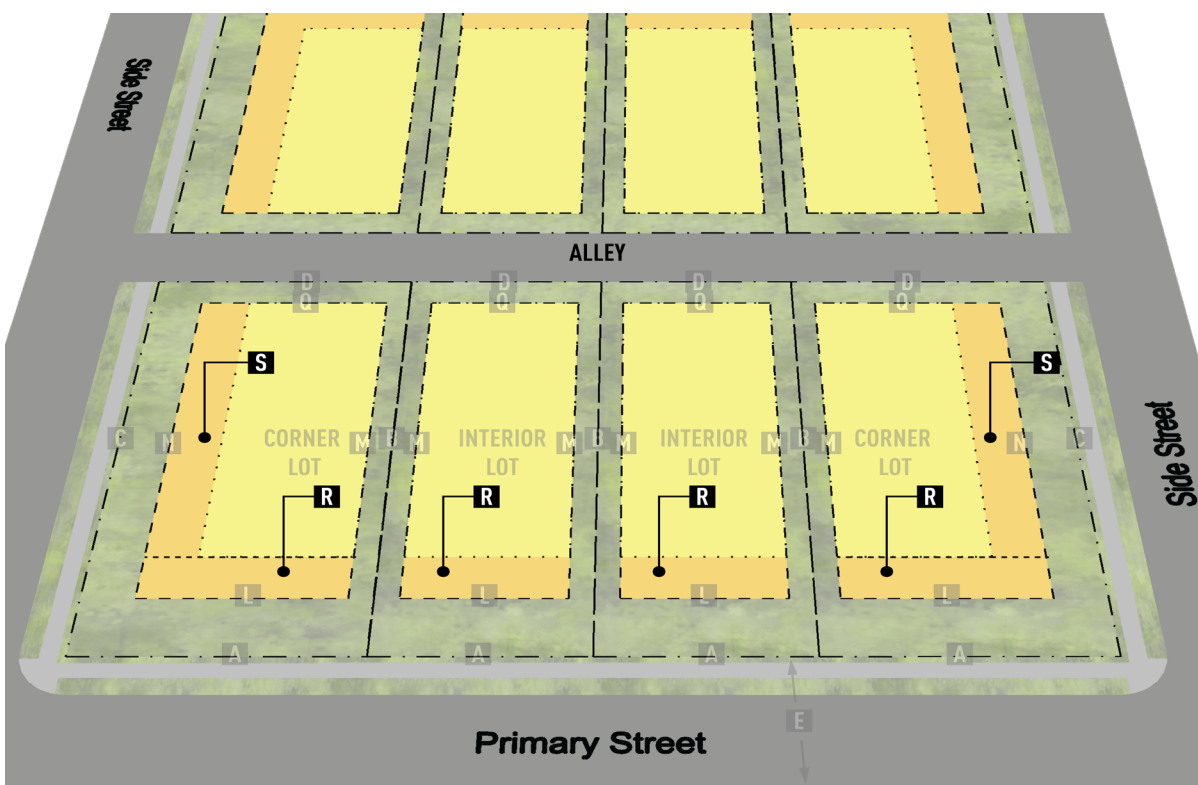 Side Street
ALLEY
D D D D
Q Q Q Q
S S
C N CORNER M B M INTERIOR M B M INTERIOR M B M CORNER N C
LOT LOT LOT LOT
R R R R
L L L L
A A A A
Side Street
E
Primary Street